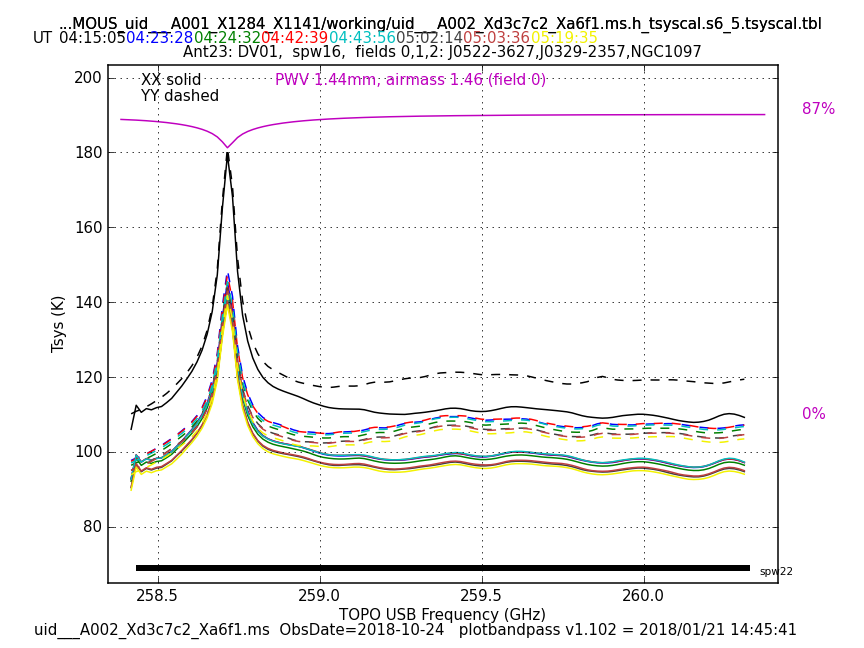 ...MOUS_uid___A001_X1284_X1141/working/uid___A002_Xd3c7c2_Xa6f1.ms.h_tsyscal.s6_5.tsyscal.tbl
UT 04:15:05 04:23:28 04:24:32 04:42:39 04:43:56 05:02:14 05:03:36 05:19:35
Ant23: DV01, spw16, fields 0,1,2: J0522-3627,J0329-2357,NGC1097
XX solid
YY dashed
PWV 1.44mm, airmass 1.46 (field 0)
87%
0%
200
180
160
140
120
100
80
Tsys (K)
spw22
258.5 259.0 259.5 260.0
TOPO USB Frequency (GHz)
uid___A002_Xd3c7c2_Xa6f1.ms ObsDate=2018-10-24 plotbandpass v1.102 = 2018/01/21 14:45:41